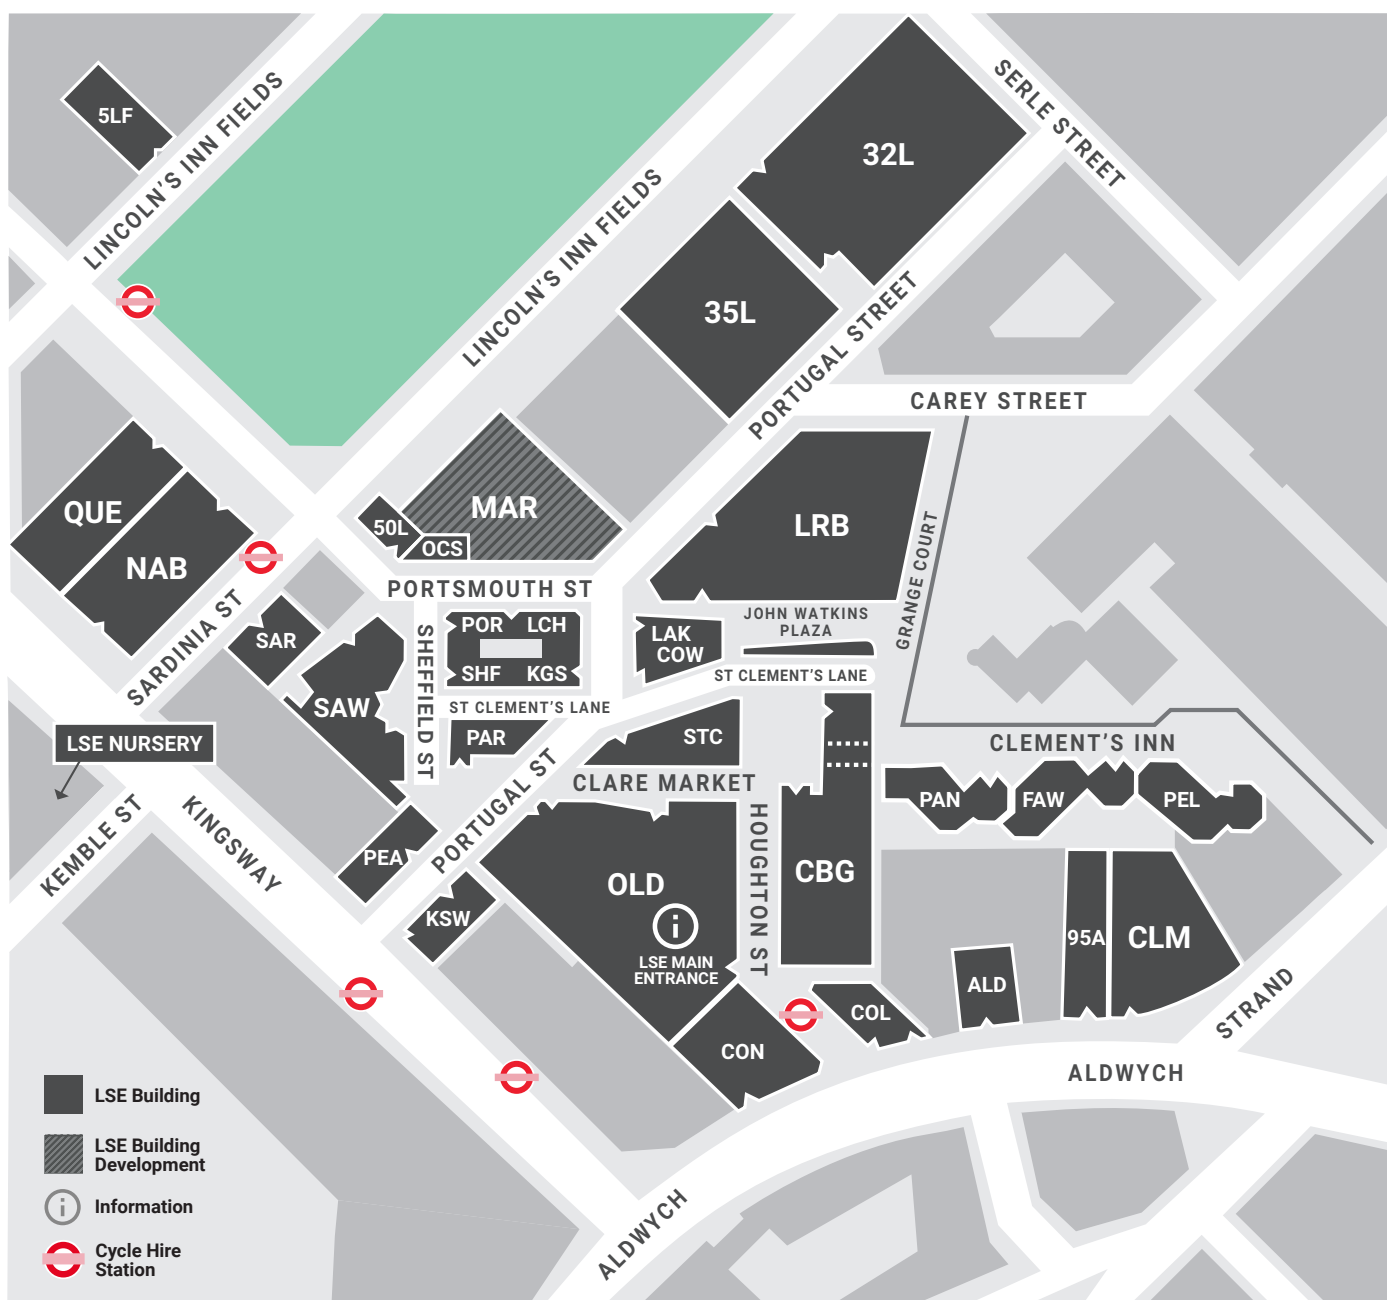 SERLE STREET
5LF
LINCOLN'S INN FIELDS
32L
LINCOLN'S INN FIELDS
35L
PORTUGAL STREET
CAREY STREET
QUE
MAR
50L
OCS
LRB
NAB
GRANGE COURT
PORTSMOUTH ST
SARDINIA ST
SAR
SHEFFIELD ST
POR
LCH
SHF
KGS
LAK
COW
JOHN WATKINS
PLAZA
ST CLEMENT'S LANE
SAW
ST CLEMENT'S LANE
PAR
STC
LSE NURSERY
CLEMENT'S INN
PORTUGAL ST
CLARE MARKET
PAN
FAW
PEL
KEMBLE ST
KINGSWAY
PEA
HOUGHTON ST
OLD
CBG
KSW
i
LSE MAIN
ENTRANCE
95A
CLM
ALD
COL
STRAND
CON
ALDWYCH
ALDWYCH
LSE Building
LSE Building
Development
i
Information
Cycle Hire
Station